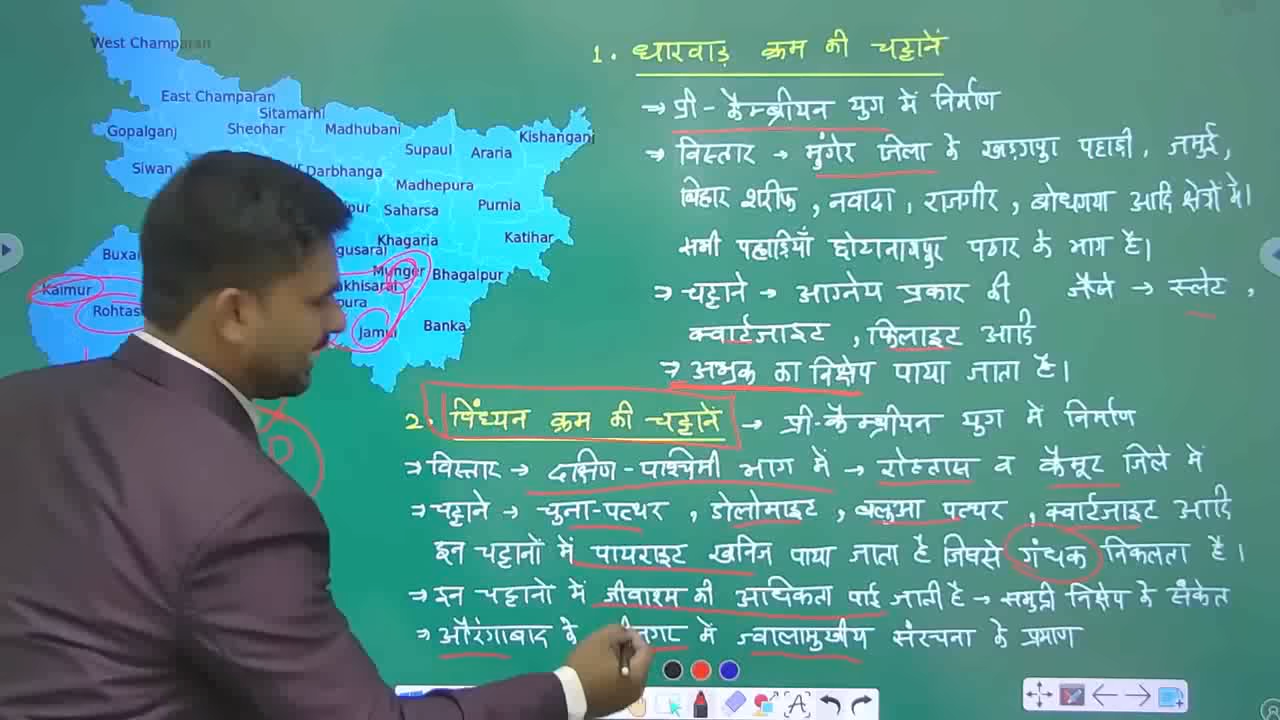 West Champaran
East Champaran
Sitamarhi
Gopalganj
Sheohar
Madhubani
Kishanganj
Supaul
Araria
Siwan
Darbhanga
Madhepura
Saharsa
Purnia
Khagaria
Katihar
Munger
Bhagalpur
Kaimur
Rohtas
Jamui
Banka
1. धारवाड़ क्रम की चट्टानें
→ प्री-कैम्ब्रीयन युग में निर्माण
→ विस्तार → मुंगेर जिला के खड़गपुर पहाड़ी, जमुई,
बिहार शरीफ, नवादा, राजगीर, बोधगया आदि क्षेत्रों में।
सभी पहाड़ियाँ छोटानागपुर पठार के भाग है।
→ चट्टाने → आग्नेय प्रकार की जैसे → स्लेट,
क्वार्टजाइट, फिलाइट आदि
→ अभ्रक का निक्षेप पाया जाता है।
2. विंध्यन क्रम की चट्टानें → प्री-कैम्ब्रीयन युग में निर्माण
→ विस्तार → दक्षिण-पश्चिमी भाग में → रोहतास व कैमूर जिले में
→ चट्टाने → चुना-पत्थर, डोलोमाइट, बलुआ पत्थर, क्वार्टजाइट आदि
इन चट्टानों में पायराइट खनिज पाया जाता है जिससे गंधक निकलता है।
→ इन चट्टानो में जीवाश्म की अधिकता पाई जाती है → समुद्री निक्षेप के संकेत
→ औरंगाबाद के में ज्वालामुखीय संरचना के प्रमाण